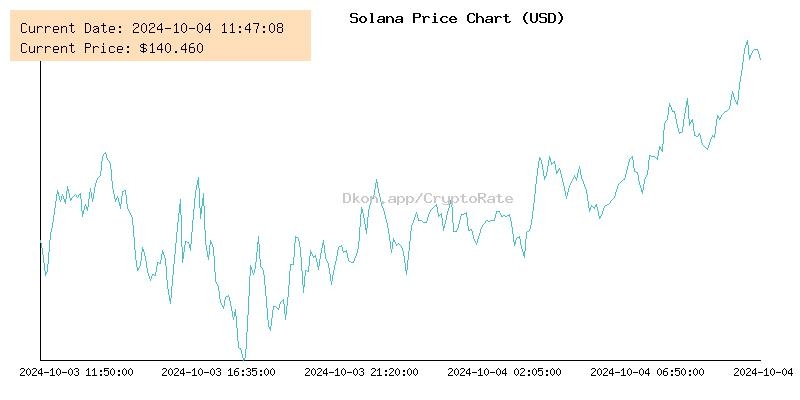 Solana Price Chart (USD)
Current Date: 2024-10-04 11:47:08
Current Price: $140.460
Dkon.app/CryptoRate
2024-10-03 11:50:00 2024-10-03 16:35:00 2024-10-03 21:20:00 2024-10-04 02:05:00 2024-10-04 06:50:00 2024-10-04